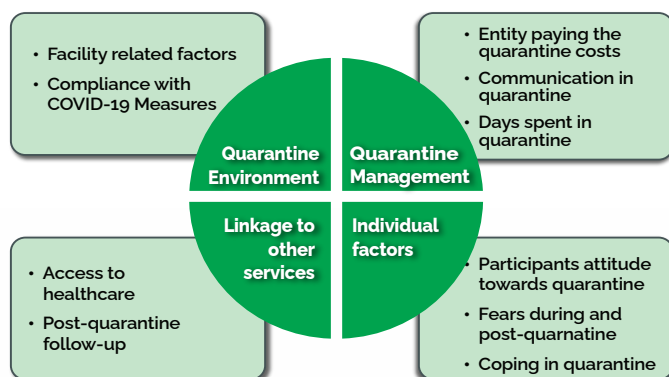 • Facility related factors
• Compliance with
COVID-19 Measures
• Entity paying the
quarantine costs
• Communication in
quarantine
• Days spent in
quarantine
Quarantine
Environment
Quarantine
Management
Linkage to
other
services
Individual
factors
• Access to
healthcare
• Post-quarantine
follow-up
• Participants attitude
towards quarantine
• Fears during and
post-quarnatine
• Coping in quarantine